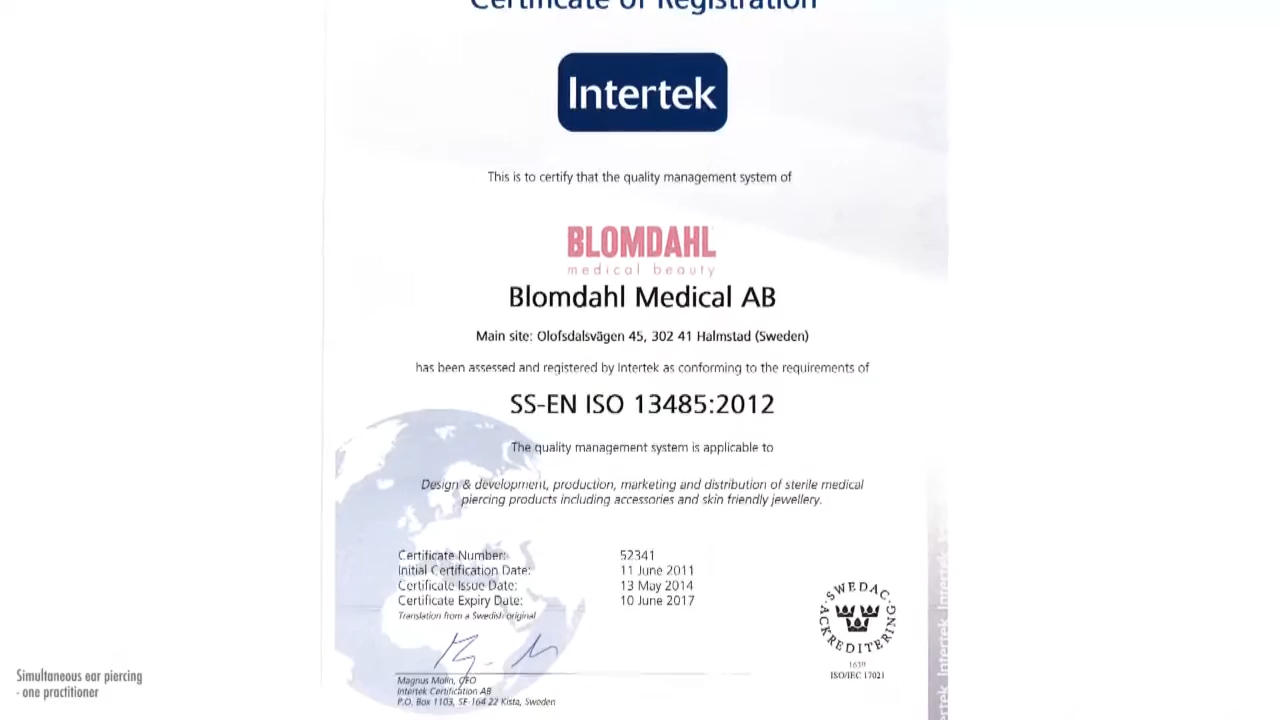 Certificate of Registration
Intertek
This is to certify that the quality management system of
BLOMDAHL
medical beauty
Blomdahl Medical AB
Main site: Olofsdalsvägen 45, 302 41 Halmstad (Sweden)
has been assessed and registered by Intertek as conforming to the requirements of
SS-EN ISO 13485:2012
The quality management system is applicable to
Design & development, production, marketing and distribution of sterile medical
piercing products including accessories and skin friendly jewellery.
Certificate Number: 52341
Initial Certification Date: 11 June 2011
Certificate Issue Date: 13 May 2014
Certificate Expiry Date: 10 June 2017
Translation from a Swedish original
Magnus Molin, CFO
Intertek Certification AB
P.O. Box 1103, SE-164 22 Kista, Sweden
SWEDAC
ACKREDITERING
1639
ISO/IEC 17021
Intertek Intertek
Simultaneous ear piercing
- one practitioner